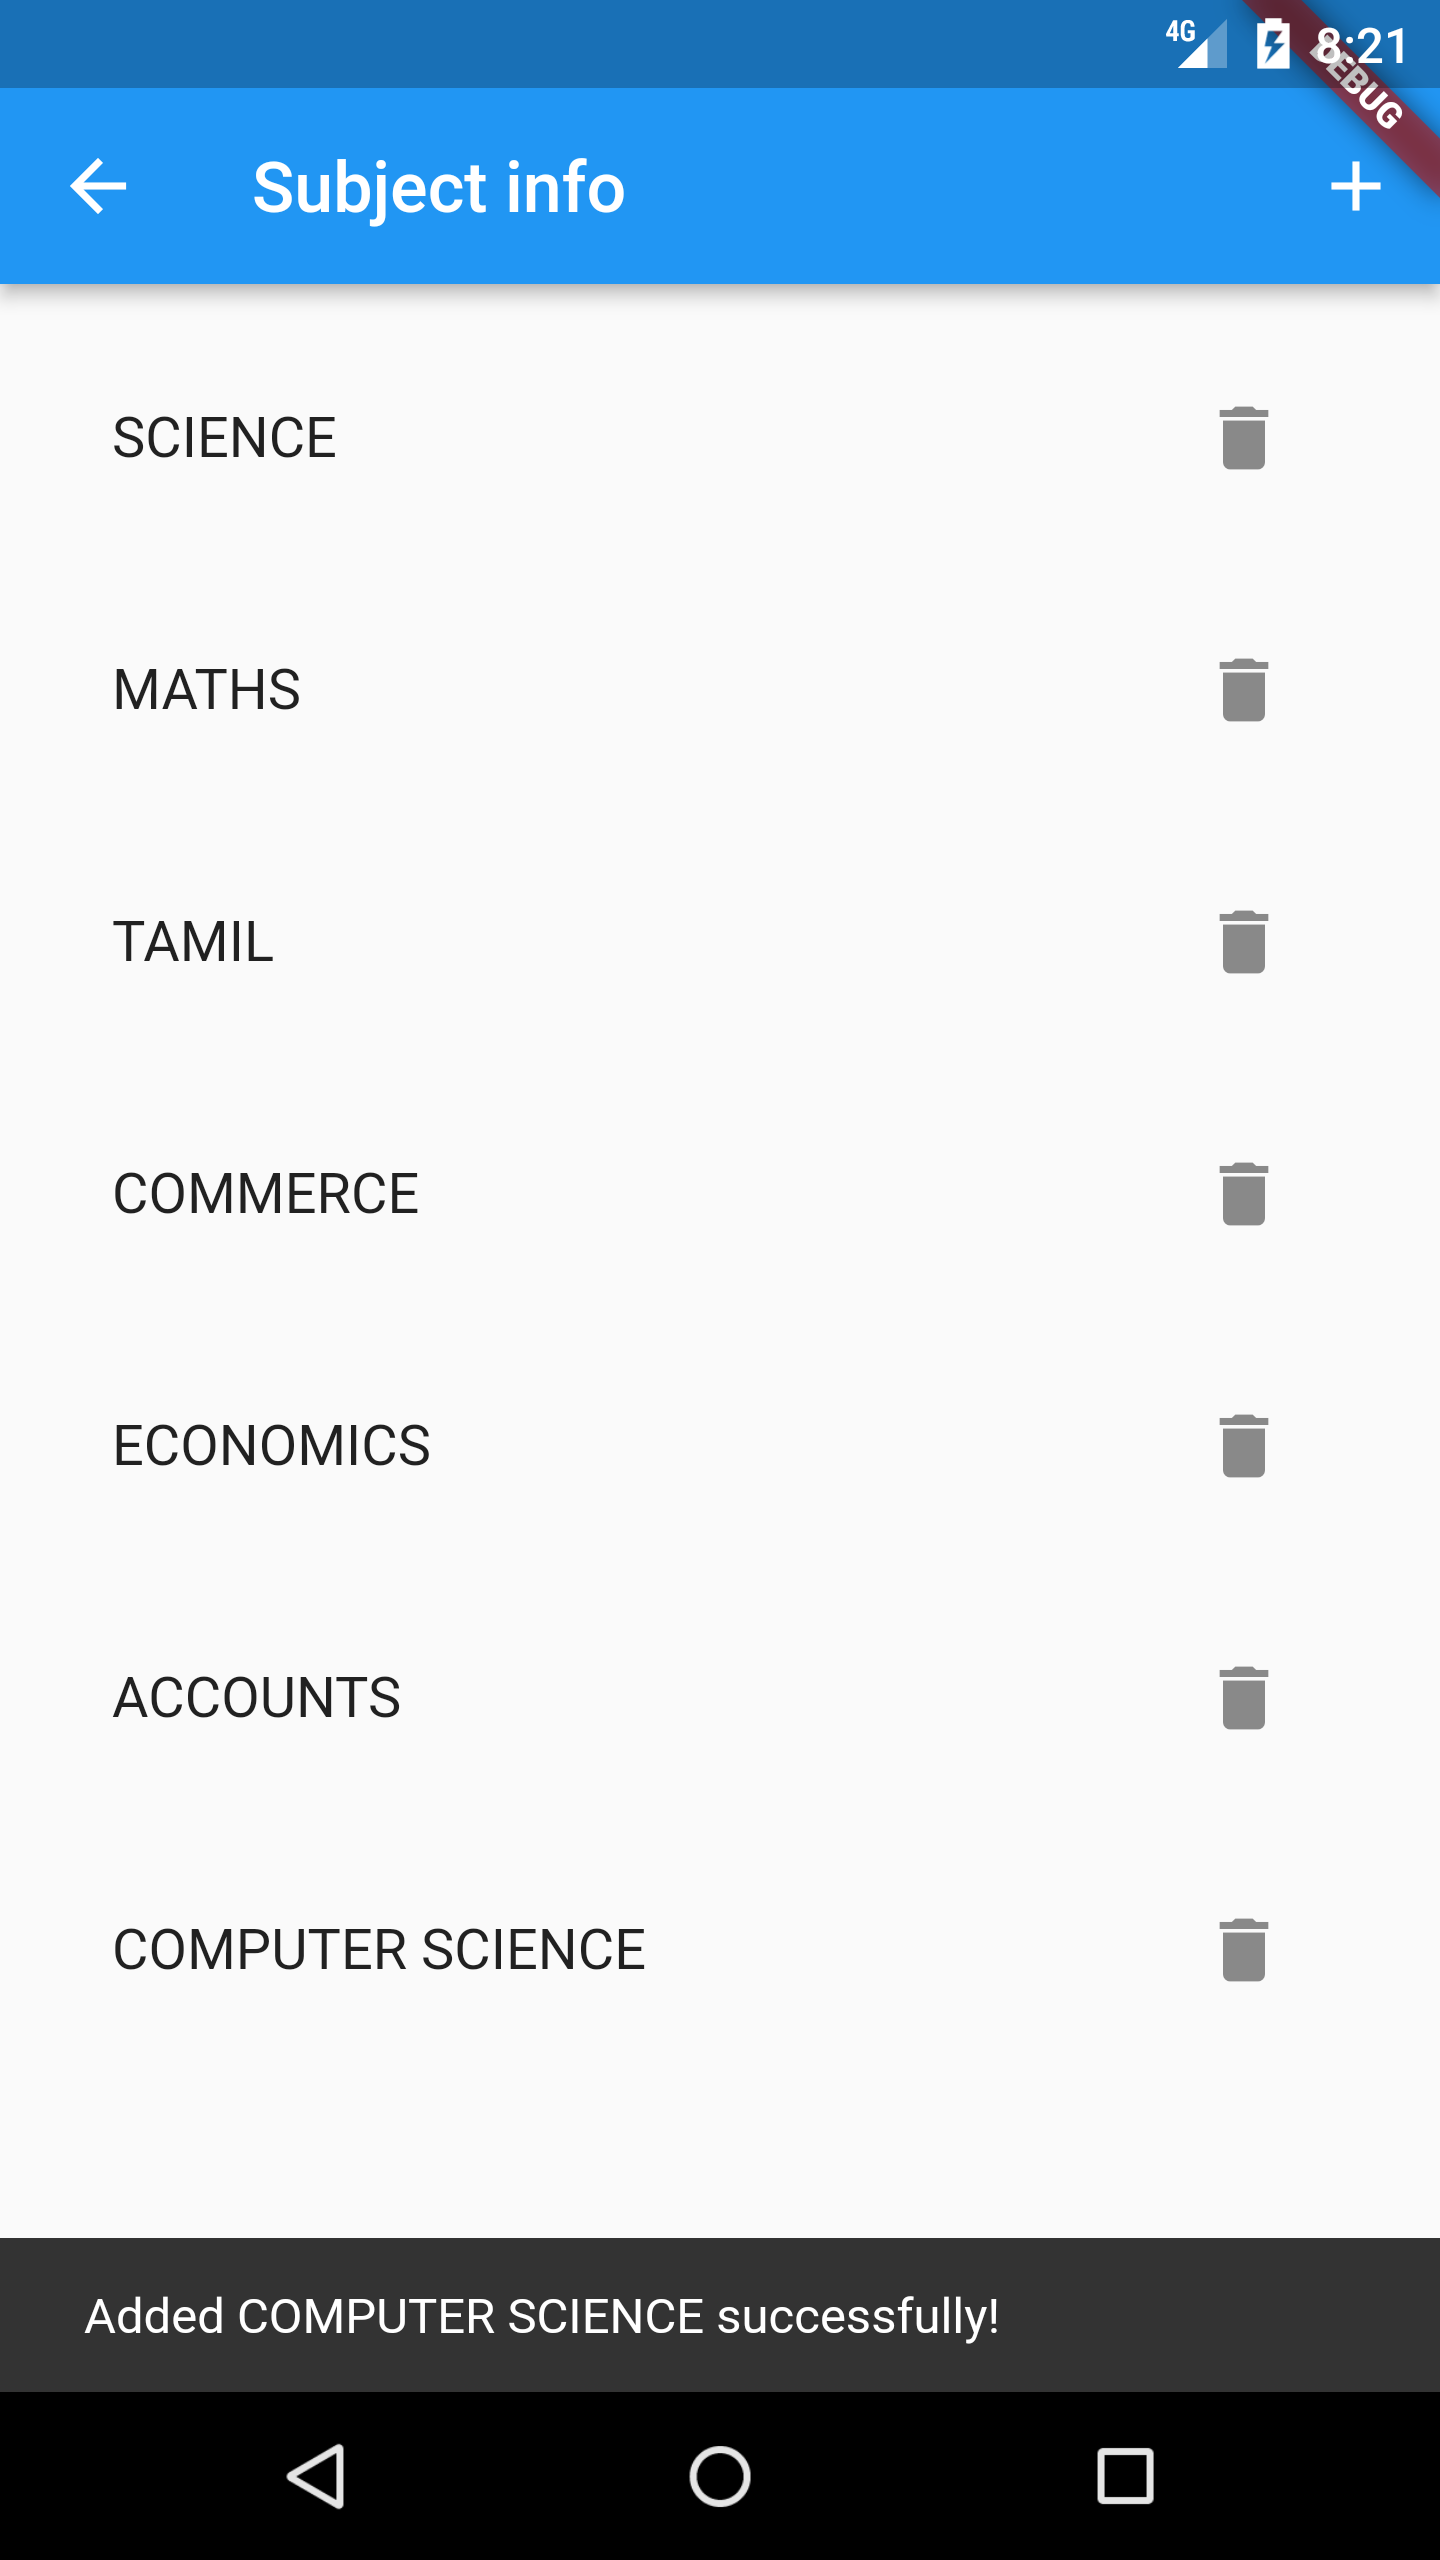 4G
8:21
DEBUG
Subject info
SCIENCE
MATHS
TAMIL
COMMERCE
ECONOMICS
ACCOUNTS
COMPUTER SCIENCE
Added COMPUTER SCIENCE successfully!